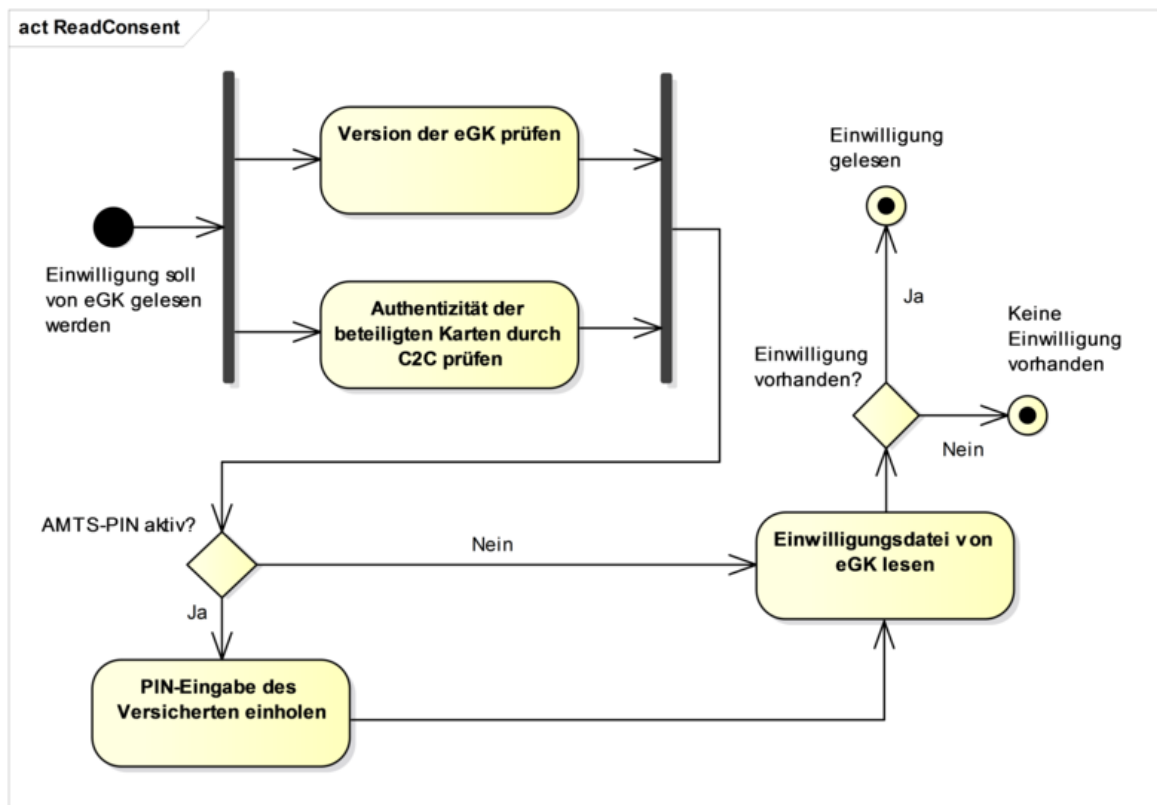 act ReadConsent
Version der eGK prüfen
Einwilligung
gelesen
Einwilligung soll
von eGK gelesen
werden
Authentizität der
beteiligten Karten durch
C2C prüfen
Ja
Keine
Einwilligung
vorhanden
Einwilligung
vorhanden?
Nein
AMTS-PIN aktiv?
Nein
Einwilligungsdatei von
eGK lesen
Ja
PIN-Eingabe des
Versicherten einholen